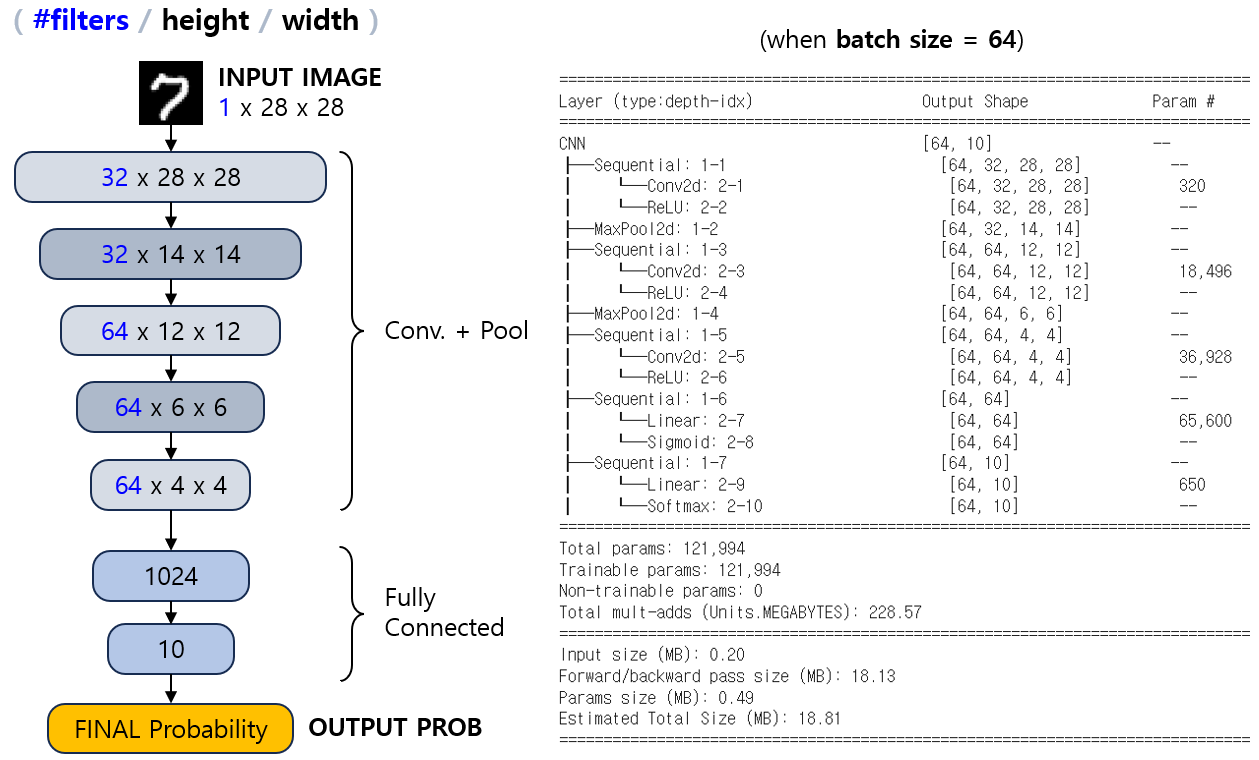 ( #filters / height / width )
INPUT IMAGE
1 x 28 x 28
32 x 28 x 28
32 x 14 x 14
64 x 12 x 12
64 x 6 x 6
64 x 4 x 4
Conv. + Pool
1024
10
Fully
Connected
FINAL Probability
OUTPUT PROB
(when batch size = 64)
==========================================================================================
Layer (type:depth-idx) Output Shape Param #
==========================================================================================
CNN [64, 10] --
├──Sequential: 1-1 [64, 32, 28, 28] --
│ └──Conv2d: 2-1 [64, 32, 28, 28] 320
│ └──ReLU: 2-2 [64, 32, 28, 28] --
├──MaxPool2d: 1-2 [64, 32, 14, 14] --
├──Sequential: 1-3 [64, 64, 12, 12] --
│ └──Conv2d: 2-3 [64, 64, 12, 12] 18,496
│ └──ReLU: 2-4 [64, 64, 12, 12] --
├──MaxPool2d: 1-4 [64, 64, 6, 6] --
├──Sequential: 1-5 [64, 64, 4, 4] --
│ └──Conv2d: 2-5 [64, 64, 4, 4] 36,928
│ └──ReLU: 2-6 [64, 64, 4, 4] --
├──Sequential: 1-6 [64, 64] --
│ └──Linear: 2-7 [64, 64] 65,600
│ └──Sigmoid: 2-8 [64, 64] --
├──Sequential: 1-7 [64, 10] --
│ └──Linear: 2-9 [64, 10] 650
│ └──Softmax: 2-10 [64, 10] --
==========================================================================================
Total params: 121,994
Trainable params: 121,994
Non-trainable params: 0
Total mult-adds (Units.MEGABYTES): 228.57
==========================================================================================
Input size (MB): 0.20
Forward/backward pass size (MB): 18.13
Params size (MB): 0.49
Estimated Total Size (MB): 18.81
==========================================================================================